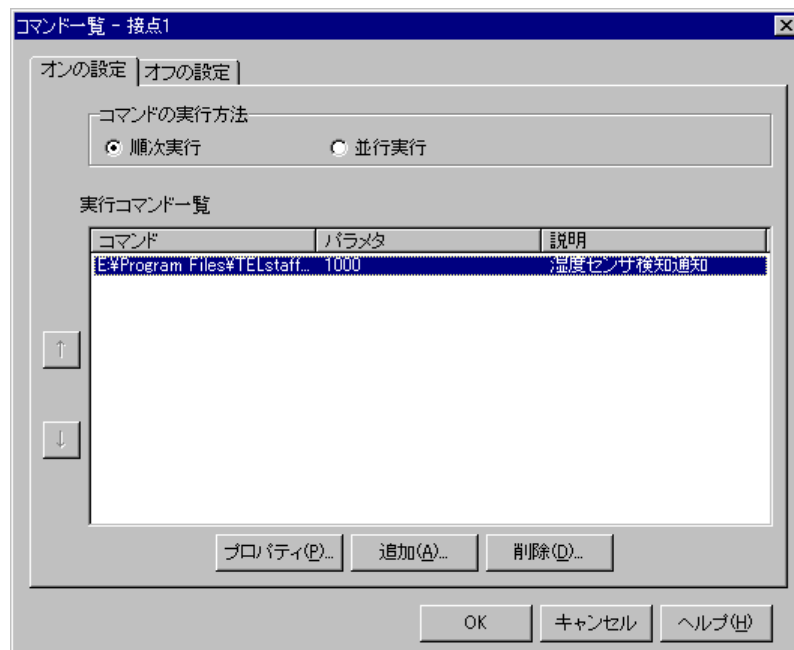 コマンド一覧 - 接点1
オンの設定 オフの設定
コマンドの実行方法
順次実行 並行実行
実行コマンド一覧
コマンド パラメタ 説明
E:¥Program Files¥TELstaff... 1000 湿度センサ検知通知
↑
↓
プロパティ(P)... 追加(A)... 削除(D)...
OK キャンセル ヘルプ(H)